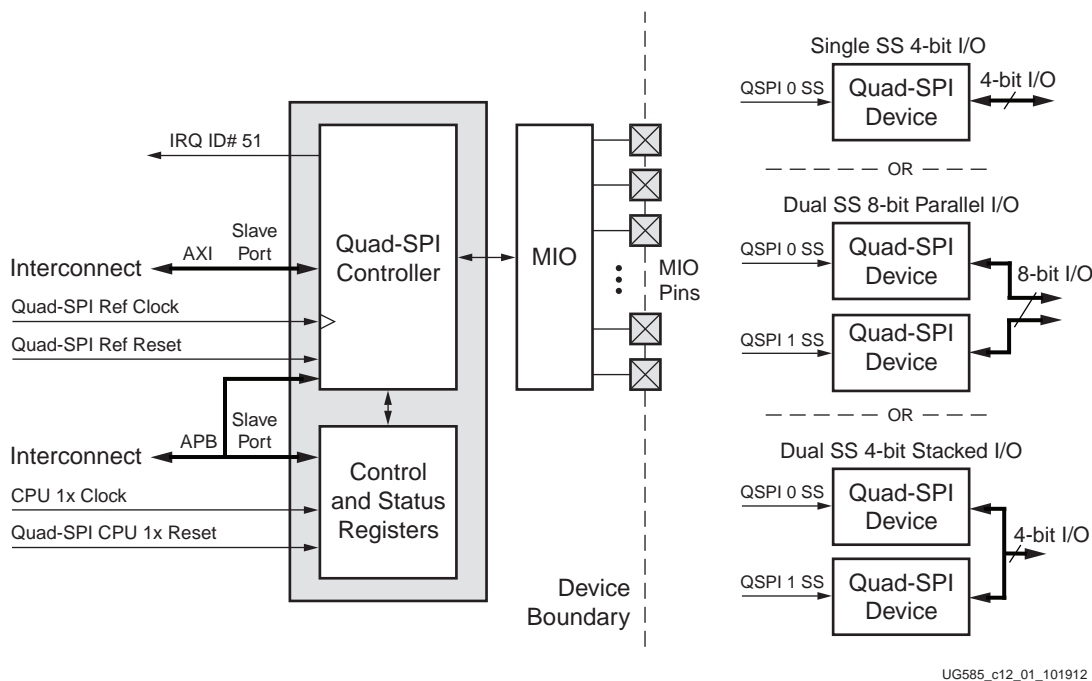 IRQ ID# 51
Interconnect
AXI
Slave
Port
Quad-SPI Ref Clock
Quad-SPI Ref Reset
Interconnect
APB
Slave
Port
CPU 1x Clock
Quad-SPI CPU 1x Reset
Quad-SPI
Controller
Control
and Status
Registers
MIO
MIO
Pins
Device
Boundary
Single SS 4-bit I/O
QSPI 0 SS
Quad-SPI
Device
4-bit I/O
OR
Dual SS 8-bit Parallel I/O
QSPI 0 SS
Quad-SPI
Device
8-bit I/O
QSPI 1 SS
Quad-SPI
Device
OR
Dual SS 4-bit Stacked I/O
QSPI 0 SS
Quad-SPI
Device
4-bit I/O
QSPI 1 SS
Quad-SPI
Device
UG585_c12_01_101912